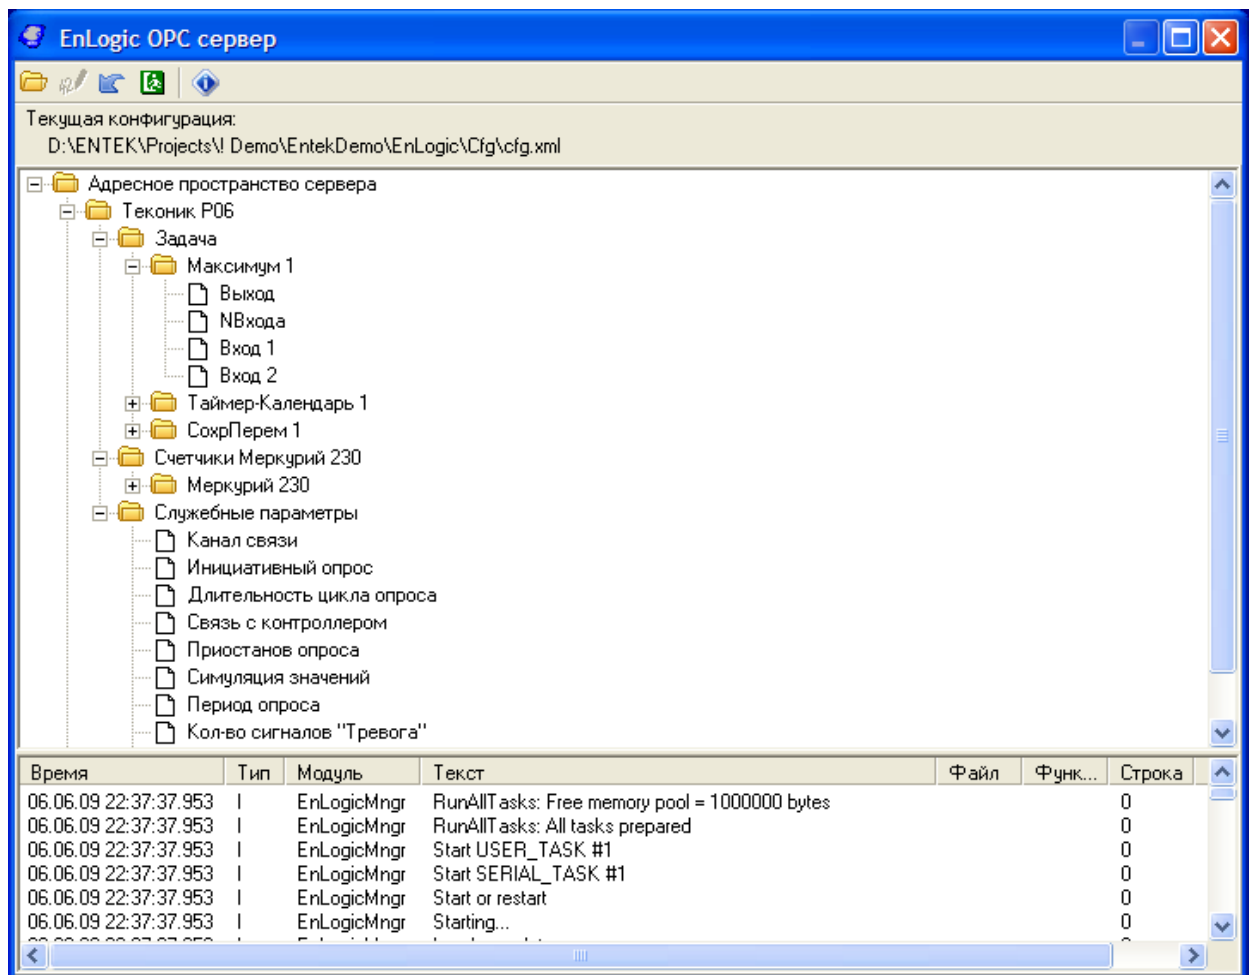 EnLogic OPC сервер
Текущая конфигурация:
D:\ENTEK\Projects\! Demo\EntekDemo\EnLogic\Cfg\cfg.xml
Адресное пространство сервера
Теконик P06
Задача
Максимум 1
Выход
NВхода
Вход 1
Вход 2
Таймер-Календарь 1
СохрПерем 1
Счетчики Меркурий 230
Меркурий 230
Служебные параметры
Канал связи
Инициативный опрос
Длительность цикла опроса
Связь с контроллером
Приостанов опроса
Симуляция значений
Период опроса
Кол-во сигналов "Тревога"
Время Тип Модуль Текст Файл Функ... Строка
06.06.09 22:37:37.953 I EnLogicMngr RunAllTasks: Free memory pool = 1000000 bytes 0
06.06.09 22:37:37.953 I EnLogicMngr RunAllTasks: All tasks prepared 0
06.06.09 22:37:37.953 I EnLogicMngr Start USER_TASK #1 0
06.06.09 22:37:37.953 I EnLogicMngr Start SERIAL_TASK #1 0
06.06.09 22:37:37.953 I EnLogicMngr Start or restart 0
06.06.09 22:37:37.953 I EnLogicMngr Starting... 0